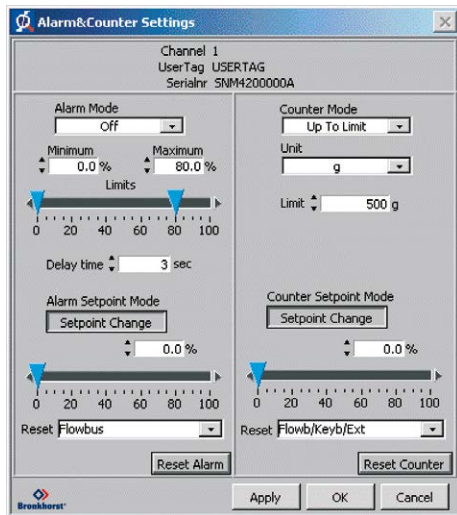 Alarm&Counter Settings
Channel 1
UserTag USERTAG
Serialnr SNM4200000A
Alarm Mode
Off
Minimum Maximum
0.0 % 80.0 %
Limits
0 20 40 60 80 100
Delay time 3 sec
Alarm Setpoint Mode
Setpoint Change
0.0 %
0 20 40 60 80 100
Reset Flowbus
Reset Alarm
Counter Mode
Up To Limit
Unit
g
Limit 500 g
Counter Setpoint Mode
Setpoint Change
0.0 %
0 20 40 60 80 100
Reset Flowb/Keyb/Ext
Reset Counter
Bronkhorst
Apply OK Cancel